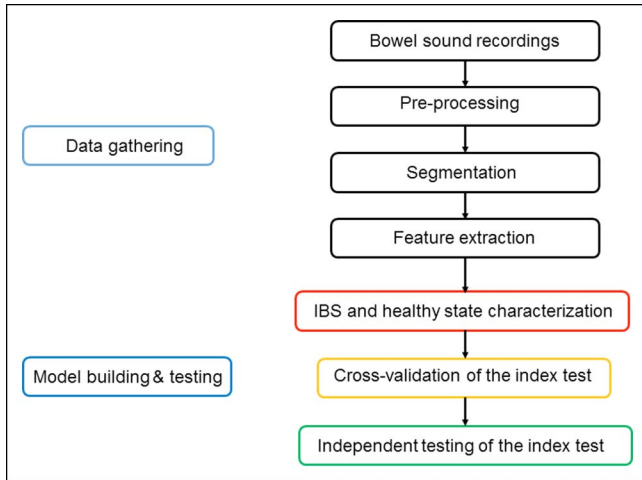 Bowel sound recordings
Pre-processing
Data gathering
Segmentation
Feature extraction
IBS and healthy state characterization
Model building & testing
Cross-validation of the index test
Independent testing of the index test